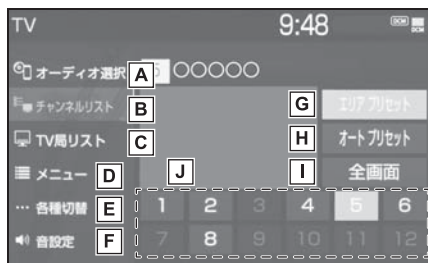 TV 9:48 DCM
オーディオ選択 A 5 ○○○○○
チャンネルリスト B G エリア プリセット
TV局リスト C H オート プリセット
メニュー D J I 全画面
各種切替 E 1 2 3 4 5 6
音設定 F 7 8 9 10 11 12